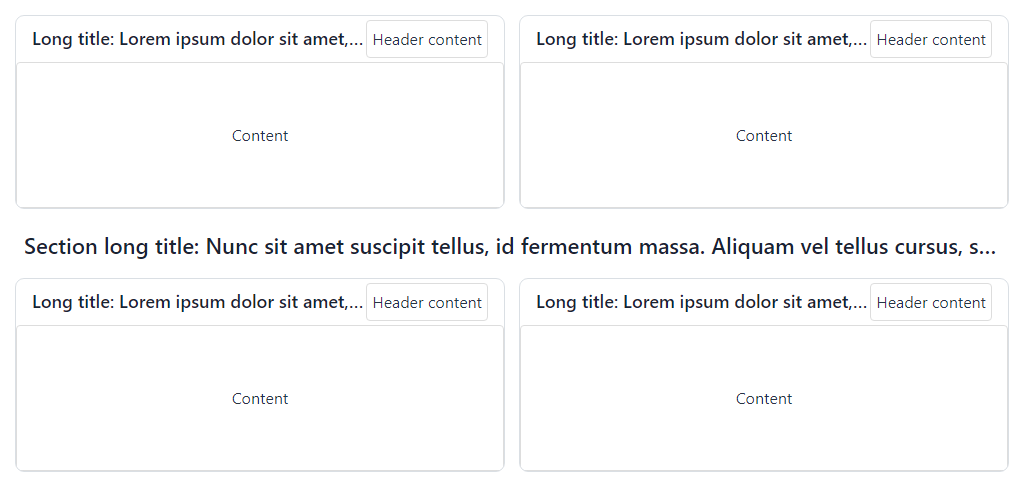 Long title: Lorem ipsum dolor sit amet,... Header content
Long title: Lorem ipsum dolor sit amet,... Header content
Content
Content
Section long title: Nunc sit amet suscipit tellus, id fermentum massa. Aliquam vel tellus cursus, s...
Long title: Lorem ipsum dolor sit amet,... Header content
Long title: Lorem ipsum dolor sit amet,... Header content
Content
Content